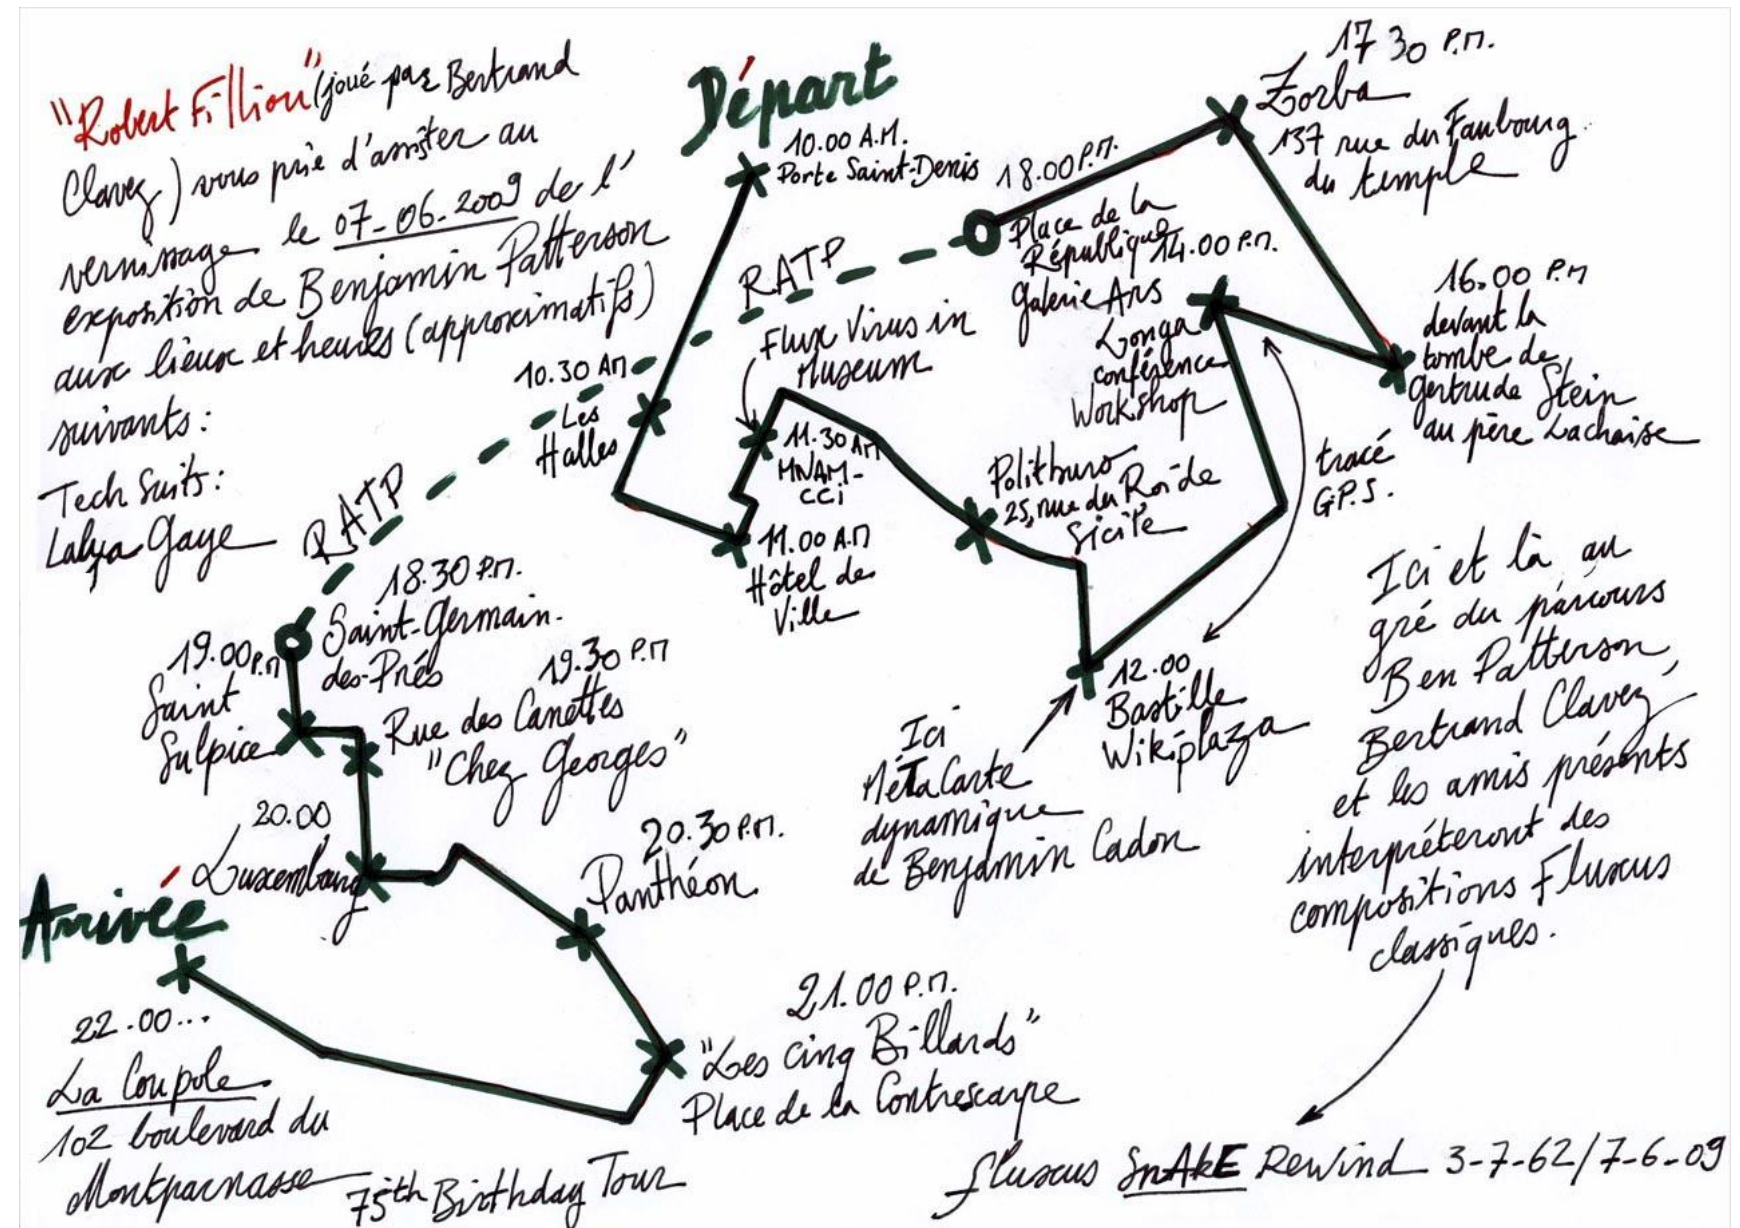 "Robert Fillion" (joué par Bertrand
Clavez) vous prie d'assister au
vernissage le 07-06-2009 de l'
exposition de Benjamin Patterson
aux lieux et heures (approximatifs)
suivants:
Tech Suits:
Lalya Gaye
Départ
10.00 A.M.
Porte Saint-Denis
10.30 AM
Les
Halles
11.00 A.M
Hôtel de
Ville
Flux Virus in
Museum
11.30 AM
MNAM-
CCi
Politburo
25, rue du Roi de
Sicile
12.00
Bastille
Wikiplaza
Ici
MéTaCarte
dynamique
de Benjamin Cadon
14.00 P.M.
Galerie Ars
Longa
conférence
Workshop
tracé
G.P.S.
16.00 P.M
devant la
tombe de
Gertrude Stein
au père Lachaise
17 30 P.M.
Zorba
137 rue du Faubourg
du temple
18.00 P.M.
Place de la
République
RATP
RATP
18.30 P.M.
Saint-Germain-
des-Prés
19.00 P.M
Saint
Sulpice
19.30 P.M
Rue des Canettes
"Chez Georges"
20.00
Luxembourg
20.30 P.M.
Panthéon
21.00 P.M.
"Les cinq Billards"
Place de la Contrescarpe
Arrivée
22.00...
La Coupole
102 boulevard du
Montparnasse
75th Birthday Tour
Ici et là au
gré du parcours
Ben Patterson,
Bertrand Clavez,
et les amis présents
interpréteront des
compositions Fluxus
classiques.
fluxus SnAkE Rewind 3-7-62/7-6-09